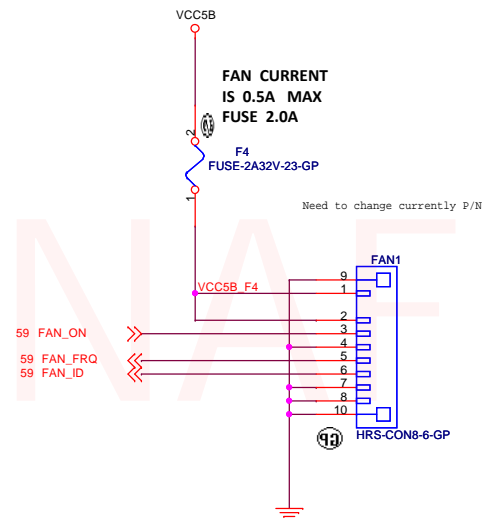 VCC5B
FAN CURRENT
IS 0.5A MAX
FUSE 2.0A
2
F4
FUSE-2A32V-23-GP
1
Need to change currently P/N
NAF
FAN1
9
VCC5B_F4
1
2
59 FAN_ON
3
4
59 FAN_FRQ
5
59 FAN_ID
6
7
8
10
GP
HRS-CON8-6-GP